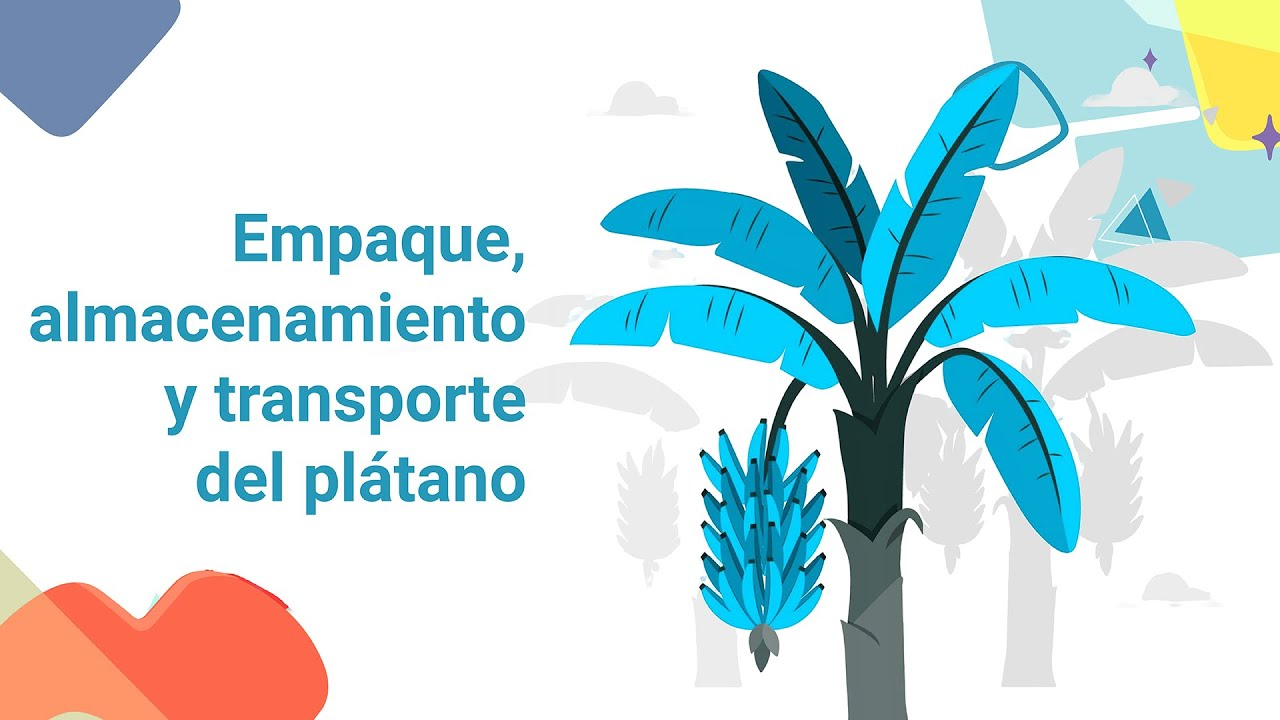 Empaque,
almacenamiento
y transporte
del plátano